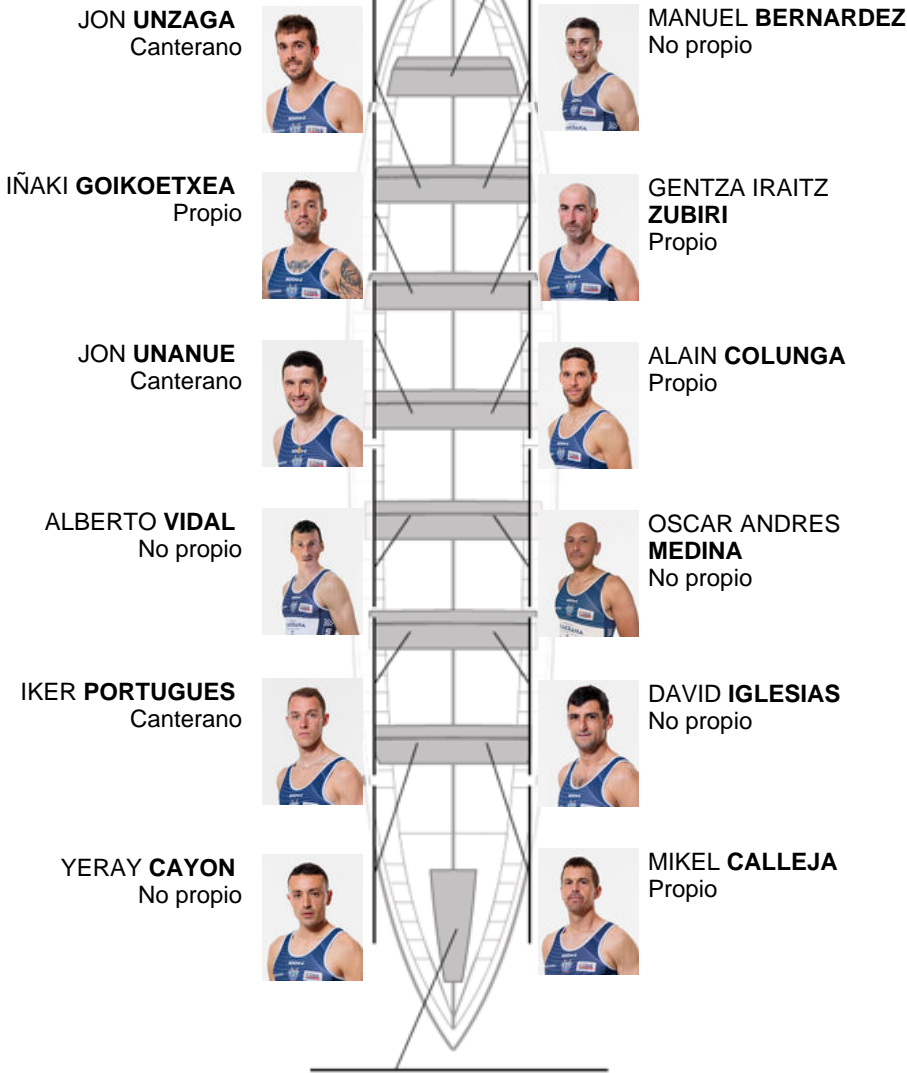 JON UNZAGA
Canterano
MANUEL BERNARDEZ
No propio
IÑAKI GOIKOETXEA
Propio
GENTZA IRAITZ
ZUBIRI
Propio
JON UNANUE
Canterano
ALAIN COLUNGA
Propio
ALBERTO VIDAL
No propio
OSCAR ANDRES
MEDINA
No propio
IKER PORTUGUES
Canterano
DAVID IGLESIAS
No propio
YERAY CAYON
No propio
MIKEL CALLEJA
Propio